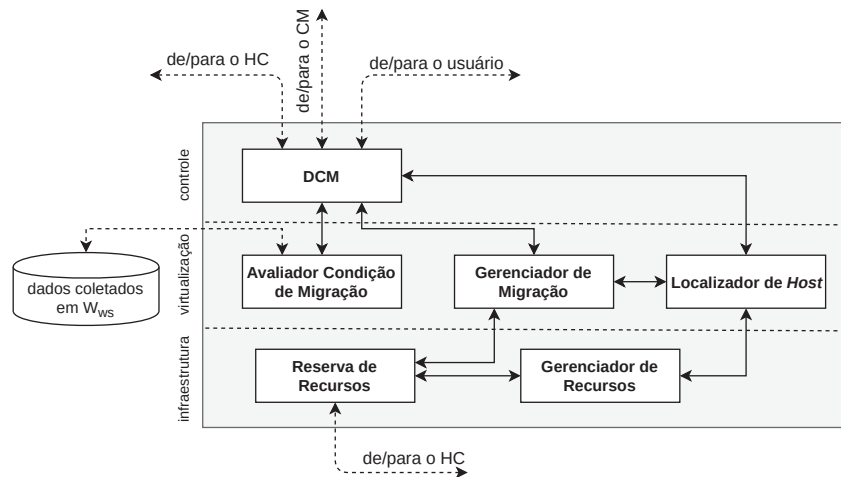 de/para o HC
de/para o CM
de/para o usuário
controle
DCM
virtualização
Avaliador Condição
de Migração
Gerenciador de
Migração
Localizador de Host
dados coletados
em Wws
infraestrutura
Reserva de
Recursos
Gerenciador de
Recursos
de/para o HC